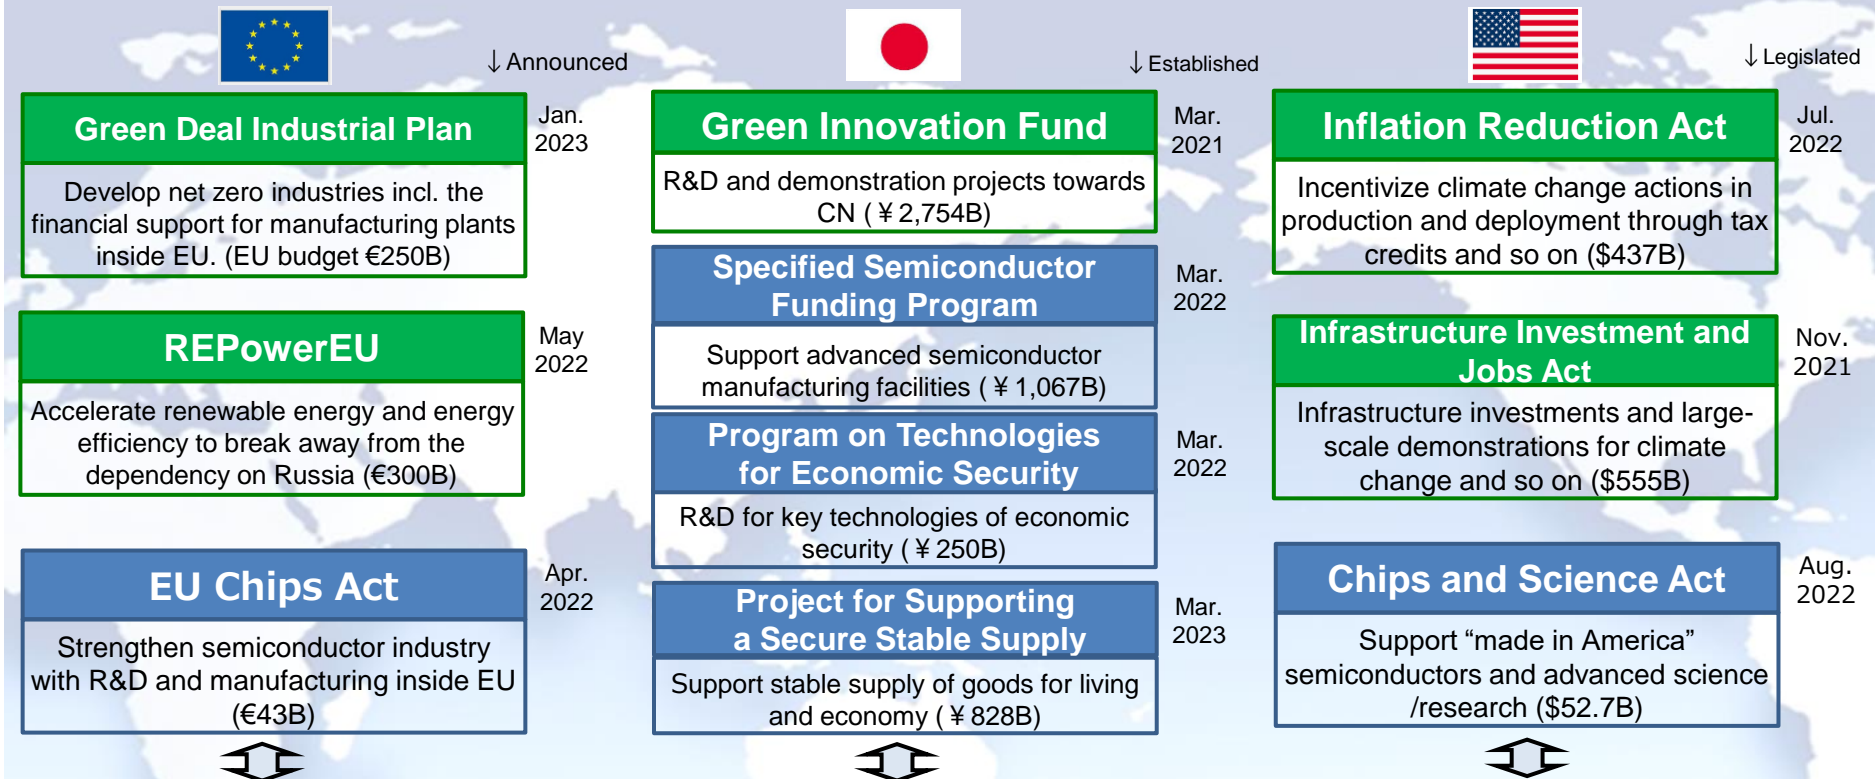 ↓Announced
Green Deal Industrial Plan
Jan.
2023
Develop net zero industries incl. the
financial support for manufacturing plants
inside EU. (EU budget €250B)
REPowerEU
May
2022
Accelerate renewable energy and energy
efficiency to break away from the
dependency on Russia (€300B)
EU Chips Act
Apr.
2022
Strengthen semiconductor industry
with R&D and manufacturing inside EU
(€43B)
↓Established
Green Innovation Fund
Mar.
2021
R&D and demonstration projects towards
CN (¥2,754B)
Specified Semiconductor
Funding Program
Mar.
2022
Support advanced semiconductor
manufacturing facilities (¥1,067B)
Program on Technologies
for Economic Security
Mar.
2022
R&D for key technologies of economic
security (¥250B)
Project for Supporting
a Secure Stable Supply
Mar.
2023
Support stable supply of goods for living
and economy (¥828B)
↓Legislated
Inflation Reduction Act
Jul.
2022
Incentivize climate change actions in
production and deployment through tax
credits and so on ($437B)
Infrastructure Investment and
Jobs Act
Nov.
2021
Infrastructure investments and large-
scale demonstrations for climate
change and so on ($555B)
Chips and Science Act
Aug.
2022
Support “made in America”
semiconductors and advanced science
/research ($52.7B)